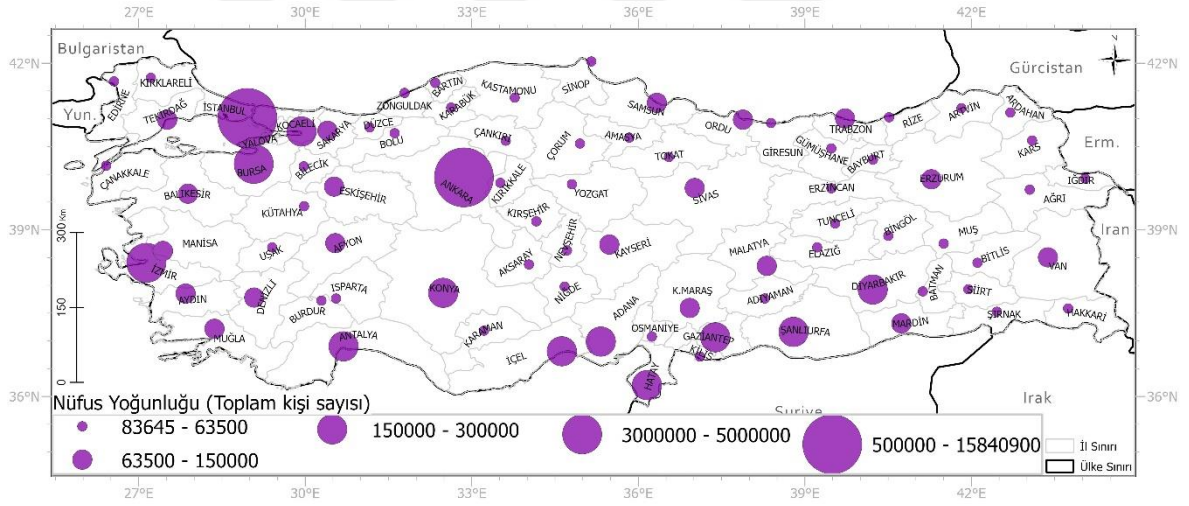 27°E 30°E 33°E 36°E 39°E 42°E
Bulgaristan
42°N
42°N
Gürcistan
Yun.
Erm.
Iran
EDIRNE
KIRKLARELİ
TEKİRDAĞ
İSTANBUL
KOCAELİ
YALOVA
SAKARYA
DÜZCE
BOLU
ZONGULDAK
BARTIN
KARABÜK
KASTAMONU
SİNOP
SAMSUN
ORDU
GİRESUN
TRABZON
RİZE
ARTVİN
ARDAHAN
KARS
IĞDIR
AĞRI
ÇANAKKALE
BALIKESİR
BURSA
BİLECİK
ESKİŞEHİR
KÜTAHYA
ANKARA
ÇANKIRI
KIRIKKALE
ÇORUM
AMASYA
TOKAT
YOZGAT
SİVAS
GÜMÜŞHANE
BAYBURT
ERZİNCAN
ERZURUM
39°N
39°N
300 Km
150
0
MANİSA
İZMİR
UŞAK
AFYON
KIRŞEHİR
NEVŞEHİR
AKSARAY
KAYSERİ
MALATYA
TUNCELİ
ELAZIĞ
BİNGÖL
MUŞ
BİTLİS
VAN
AYDIN
DENİZLİ
BURDUR
ISPARTA
KONYA
NİĞDE
ADANA
K.MARAŞ
ADIYAMAN
DİYARBAKIR
BATMAN
SİİRT
ŞIRNAK
HAKKARİ
MUĞLA
ANTALYA
KARAMAN
İÇEL
OSMANİYE
GAZİANTEP
KİLİS
HATAY
ŞANLIURFA
MARDİN
36°N
36°N
Suriye
Irak
Nüfus Yoğunluğu (Toplam kişi sayısı)
83645 - 63500
63500 - 150000
150000 - 300000
3000000 - 5000000
500000 - 15840900
İl Sınırı
Ülke Sınırı
27°E 30°E 33°E 36°E 39°E 42°E